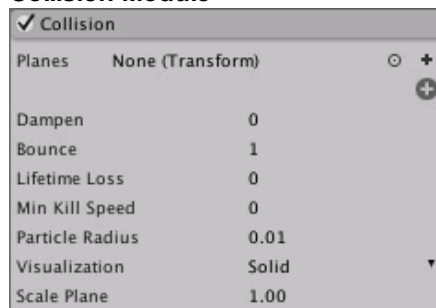 Collision
Planes None (Transform)
Dampen 0
Bounce 1
Lifetime Loss 0
Min Kill Speed 0
Particle Radius 0.01
Visualization Solid
Scale Plane 1.00